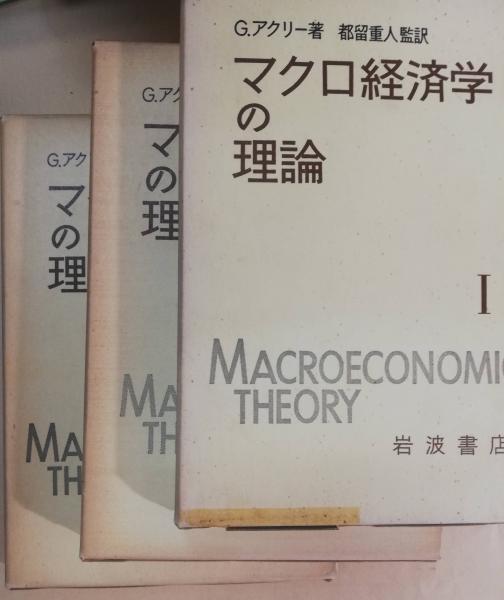 G.アクリー著 都留重人監訳
マクロ経済学
の
理論
I
MACROECONOMI
THEORY
岩波書店
G.アク
マ
の
理
MA
TH
G.アク
マ
の
理
MA
TH